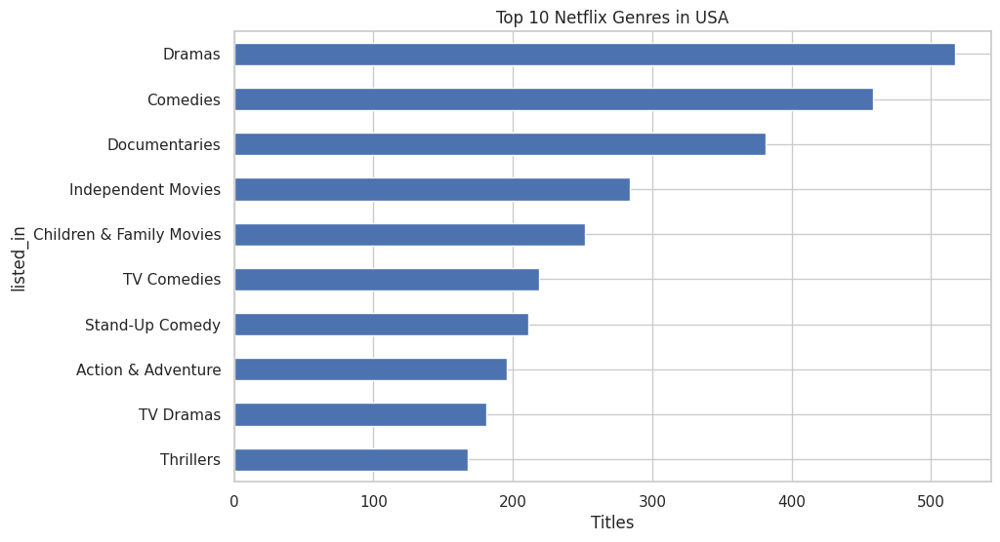 Top 10 Netflix Genres in USA
Dramas
Comedies
Documentaries
Independent Movies
Children & Family Movies
TV Comedies
Stand-Up Comedy
Action & Adventure
TV Dramas
Thrillers
listed_in
0 100 200 300 400 500
Titles